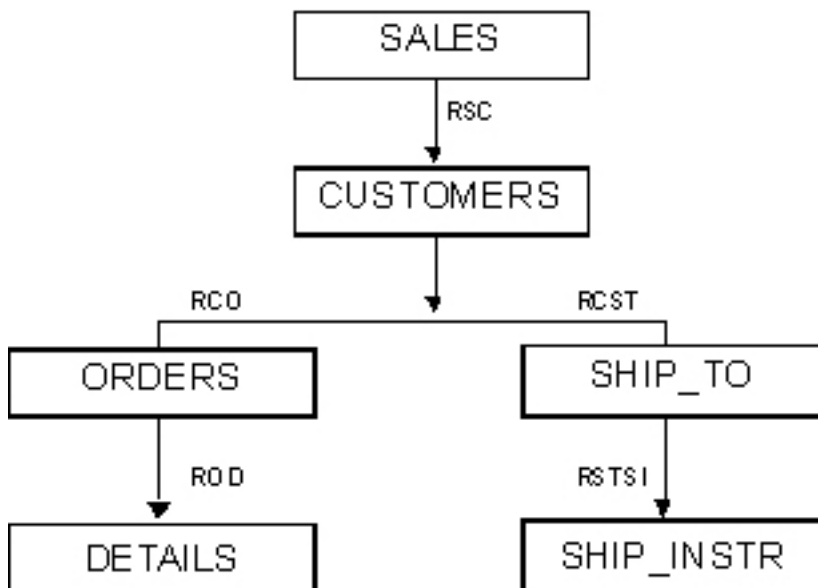 SALES
RSC
CUSTOMERS
RCO
RCST
ORDERS
SHIP_TO
ROD
RSTSI
DETAILS
SHIP_INSTR